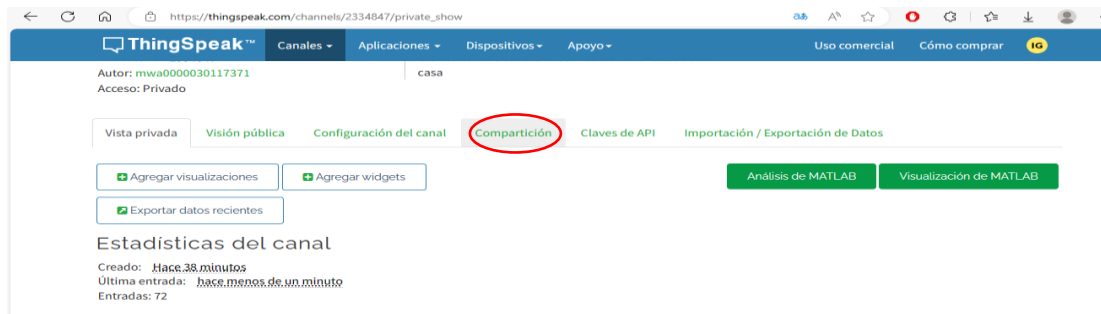 https://thingspeak.com/channels/2334847/private_show
ThingSpeak™ Canales Aplicaciones Dispositivos Apoyo Uso comercial Cómo comprar IG
Autor: mwa0000030117371 casa
Acceso: Privado
Vista privada Visión pública Configuración del canal Compartición Claves de API Importación / Exportación de Datos
Agregar visualizaciones Agregar widgets Análisis de MATLAB Visualización de MATLAB
Exportar datos recientes
Estadísticas del canal
Creado: Hace 38 minutos
Última entrada: hace menos de un minuto
Entradas: 72